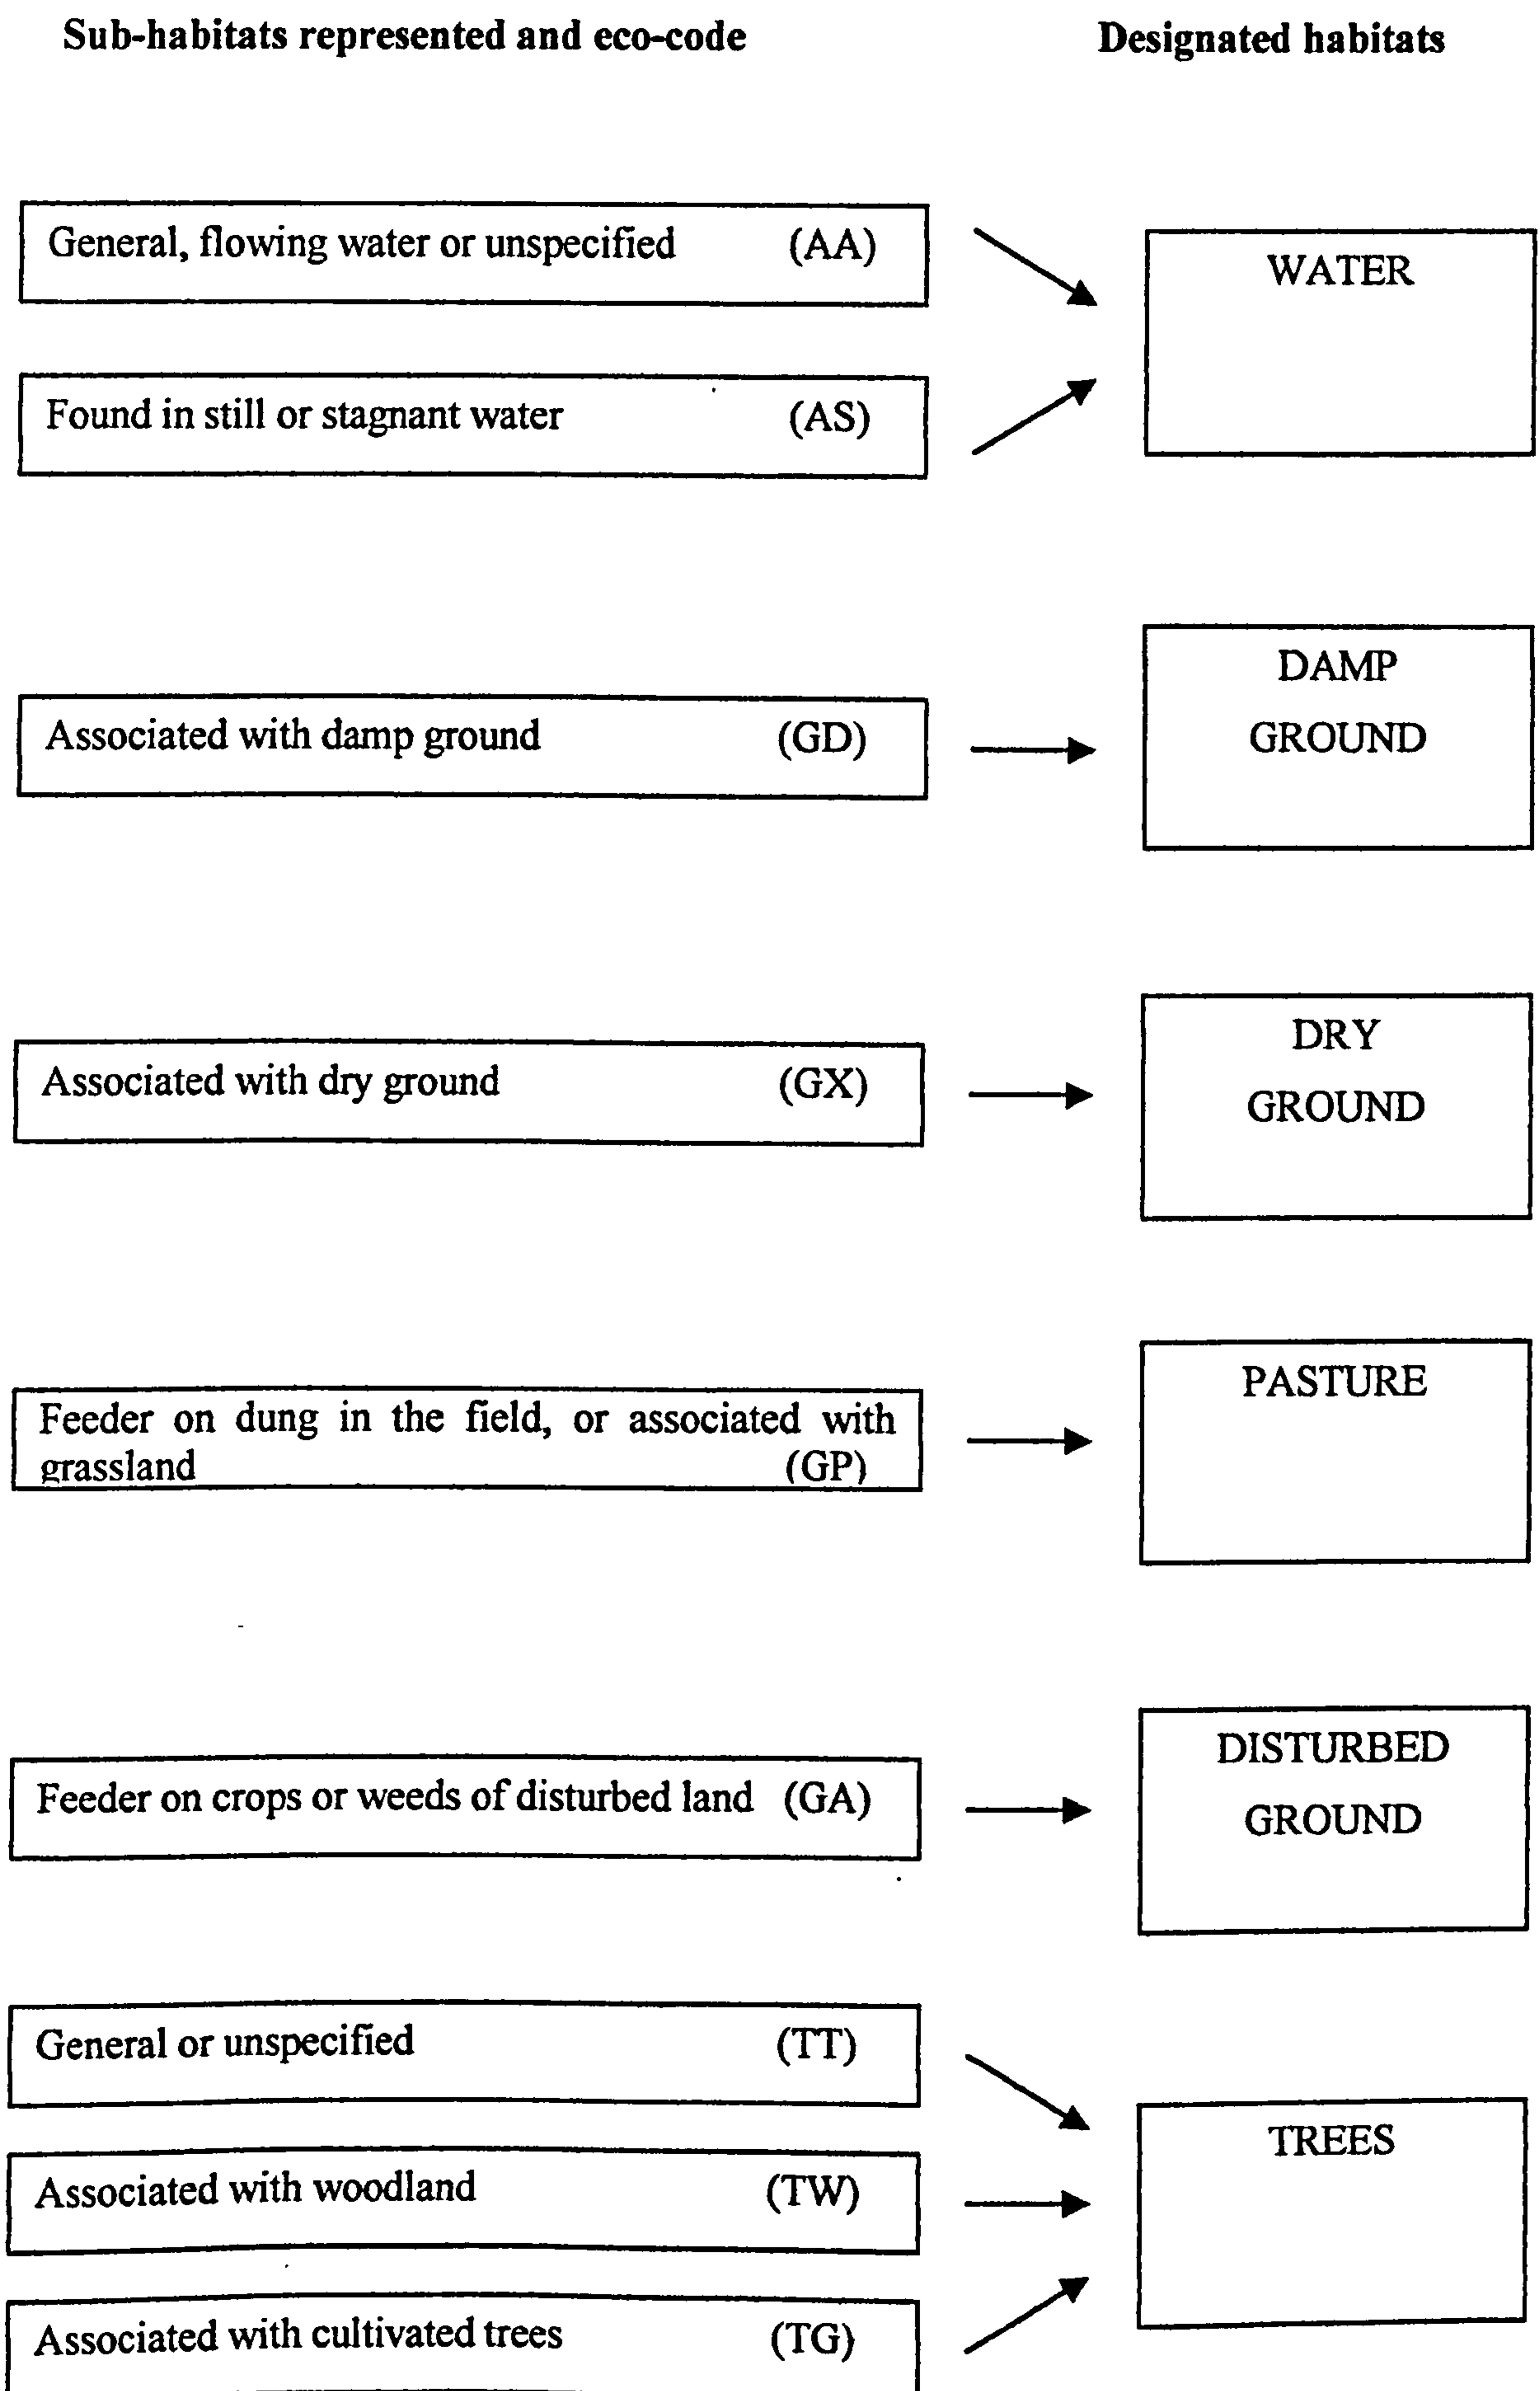 Sub-habitats represented and eco-code
Designated habitats
General, flowing water or unspecified (AA)
WATER
Found in still or stagnant water (AS)
Associated with damp ground (GD)
DAMP
GROUND
Associated with dry ground (GX)
DRY
GROUND
Feeder on dung in the field, or associated with
grassland (GP)
PASTURE
Feeder on crops or weeds of disturbed land (GA)
DISTURBED
GROUND
General or unspecified (TT)
Associated with woodland (TW)
Associated with cultivated trees (TG)
TREES